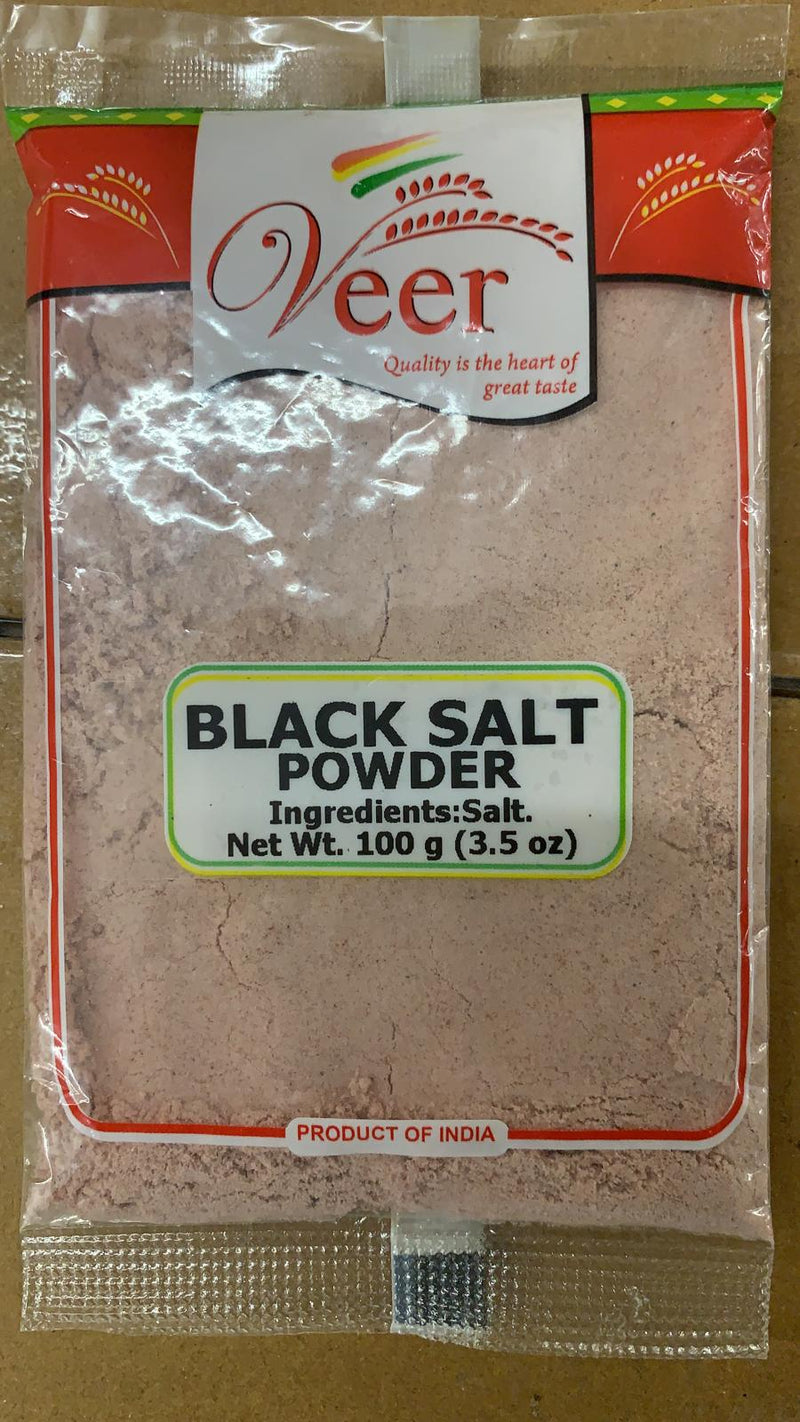 Veer
Quality is the heart of
great taste
BLACK SALT
POWDER
Ingredients:Salt.
Net Wt. 100 g (3.5 oz)
PRODUCT OF INDIA